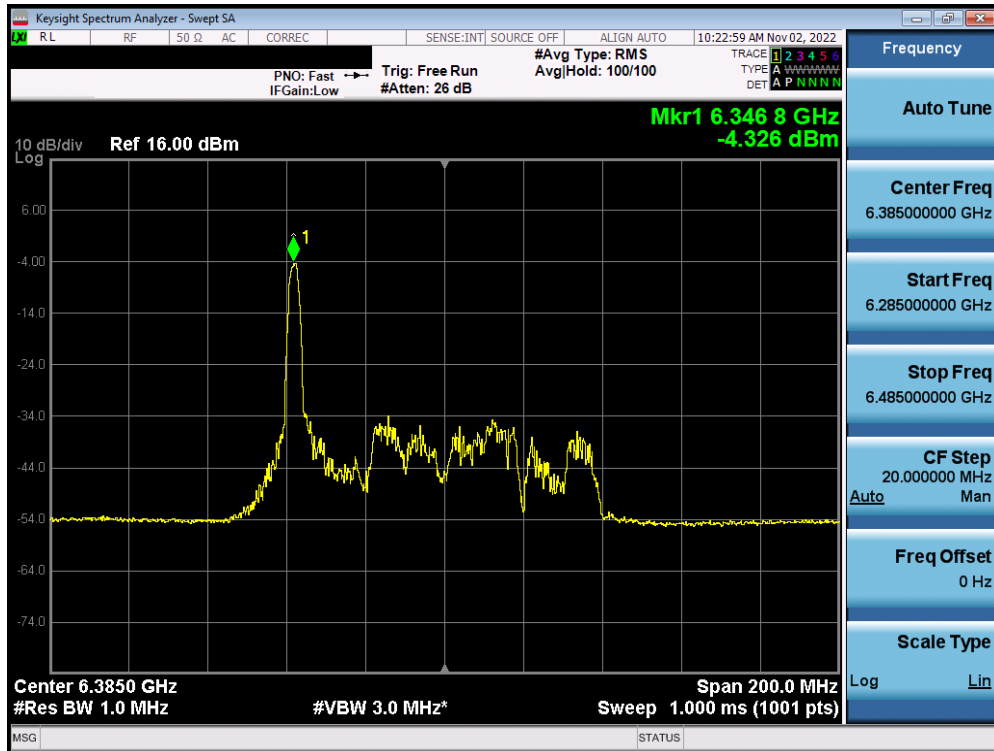 Keysight Spectrum Analyzer - Swept SA
LXI RL RF 50 Ω AC CORREC SENSE:INT SOURCE OFF ALIGN AUTO 10:22:59 AM Nov 02, 2022
PNO: Fast
IFGain:Low
Trig: Free Run
#Atten: 26 dB
#Avg Type: RMS
Avg|Hold: 100/100
TRACE 1 2 3 4 5 6
TYPE A WWWWW
DET A P N N N N
Mkr1 6.346 8 GHz
-4.326 dBm
10 dB/div Ref 16.00 dBm
Log
1
6.00
-4.00
-14.0
-24.0
-34.0
-44.0
-54.0
-64.0
-74.0
Center 6.3850 GHz Span 200.0 MHz
#Res BW 1.0 MHz #VBW 3.0 MHz* Sweep 1.000 ms (1001 pts)
MSG STATUS
Frequency
Auto Tune
Center Freq
6.385000000 GHz
Start Freq
6.285000000 GHz
Stop Freq
6.485000000 GHz
CF Step
20.000000 MHz
Auto Man
Freq Offset
0 Hz
Scale Type
Log Lin